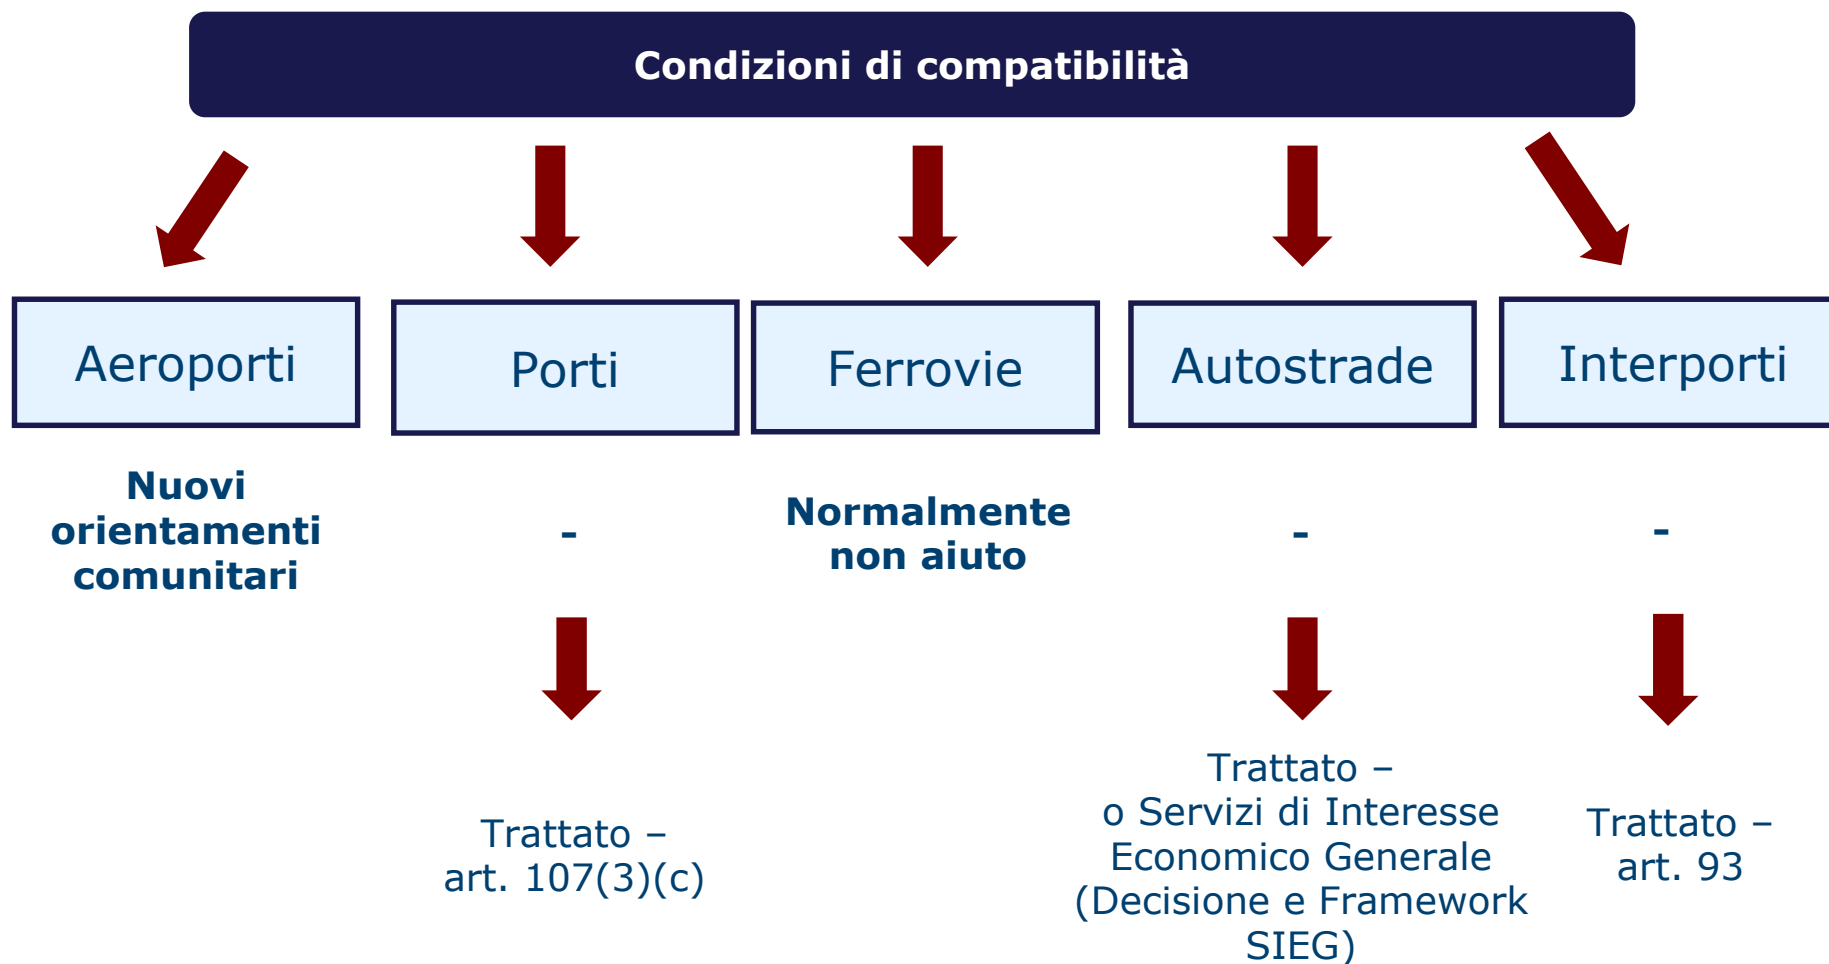 Condizioni di compatibilità
Aeroporti
Porti
Ferrovie
Autostrade
Interporti
Nuovi
orientamenti
comunitari
-
Normalmente
non aiuto
-
-
Trattato –
art. 107(3)(c)
Trattato –
o Servizi di Interesse
Economico Generale
(Decisione e Framework
SIEG)
Trattato –
art. 93